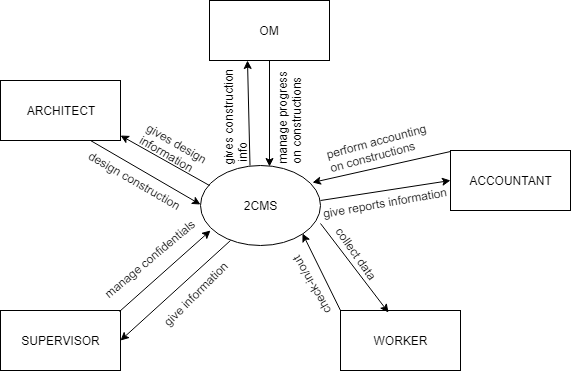 OM
gives construction
info
manage progress
on constructions
ARCHITECT
gives design
information
design construction
perform accounting
on constructions
ACCOUNTANT
give reports information
2CMS
manage confidentials
give information
collect data
check-in/out
SUPERVISOR
WORKER